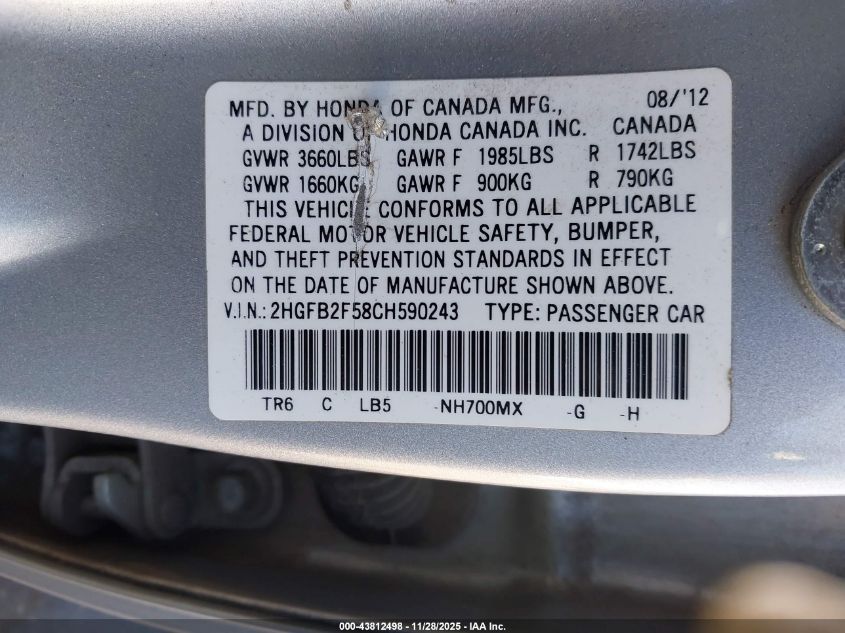 MFD. BY HONDA OF CANADA MFG., 08/'12
A DIVISION OF HONDA CANADA INC. CANADA
GVWR 3660LBS GAWR F 1985LBS R 1742LBS
GVWR 1660KG GAWR F 900KG R 790KG
THIS VEHICLE CONFORMS TO ALL APPLICABLE
FEDERAL MOTOR VEHICLE SAFETY, BUMPER,
AND THEFT PREVENTION STANDARDS IN EFFECT
ON THE DATE OF MANUFACTURE SHOWN ABOVE.
V.I.N.: 2HGFB2F58CH590243 TYPE: PASSENGER CAR
TR6 C LB5 -NH700MX -G -H
000-43812498 - 11/28/2025 - IAA Inc.